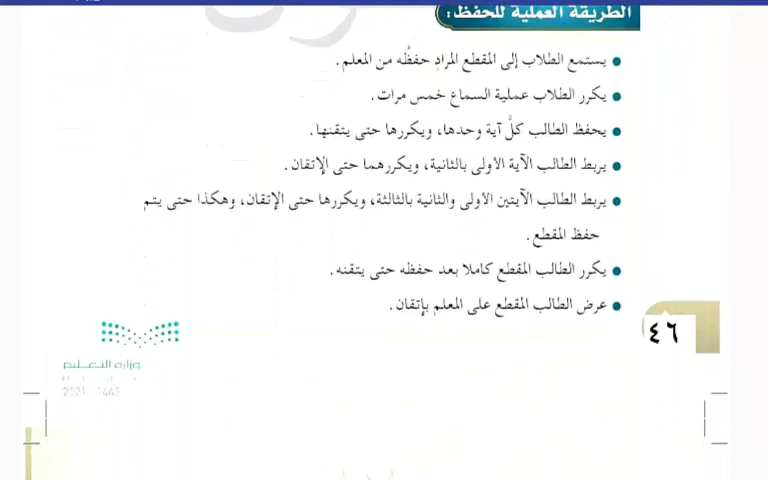 الطريقة العملية للحفظ:
● يستمع الطلاب إلى المقطع المرادِ حفظُه من المعلم.
● يكرر الطلاب عملية السماع خمس مرات.
● يحفظ الطالب كلَّ آية وحدها، ويكررها حتى يتقنها.
● يربط الطالب الآية الأولى بالثانية، ويكررهما حتى الإتقان.
● يربط الطالب الآيتين الأولى والثانية بالثالثة، ويكررها حتى الإتقان، وهكذا حتى يتم
حفظ المقطع.
● يكرر الطالب المقطع كاملا بعد حفظه حتى يتقنه.
● عرض الطالب المقطع على المعلم بإتقان.
٤٦
وزارة التعليم
2021 - 1443